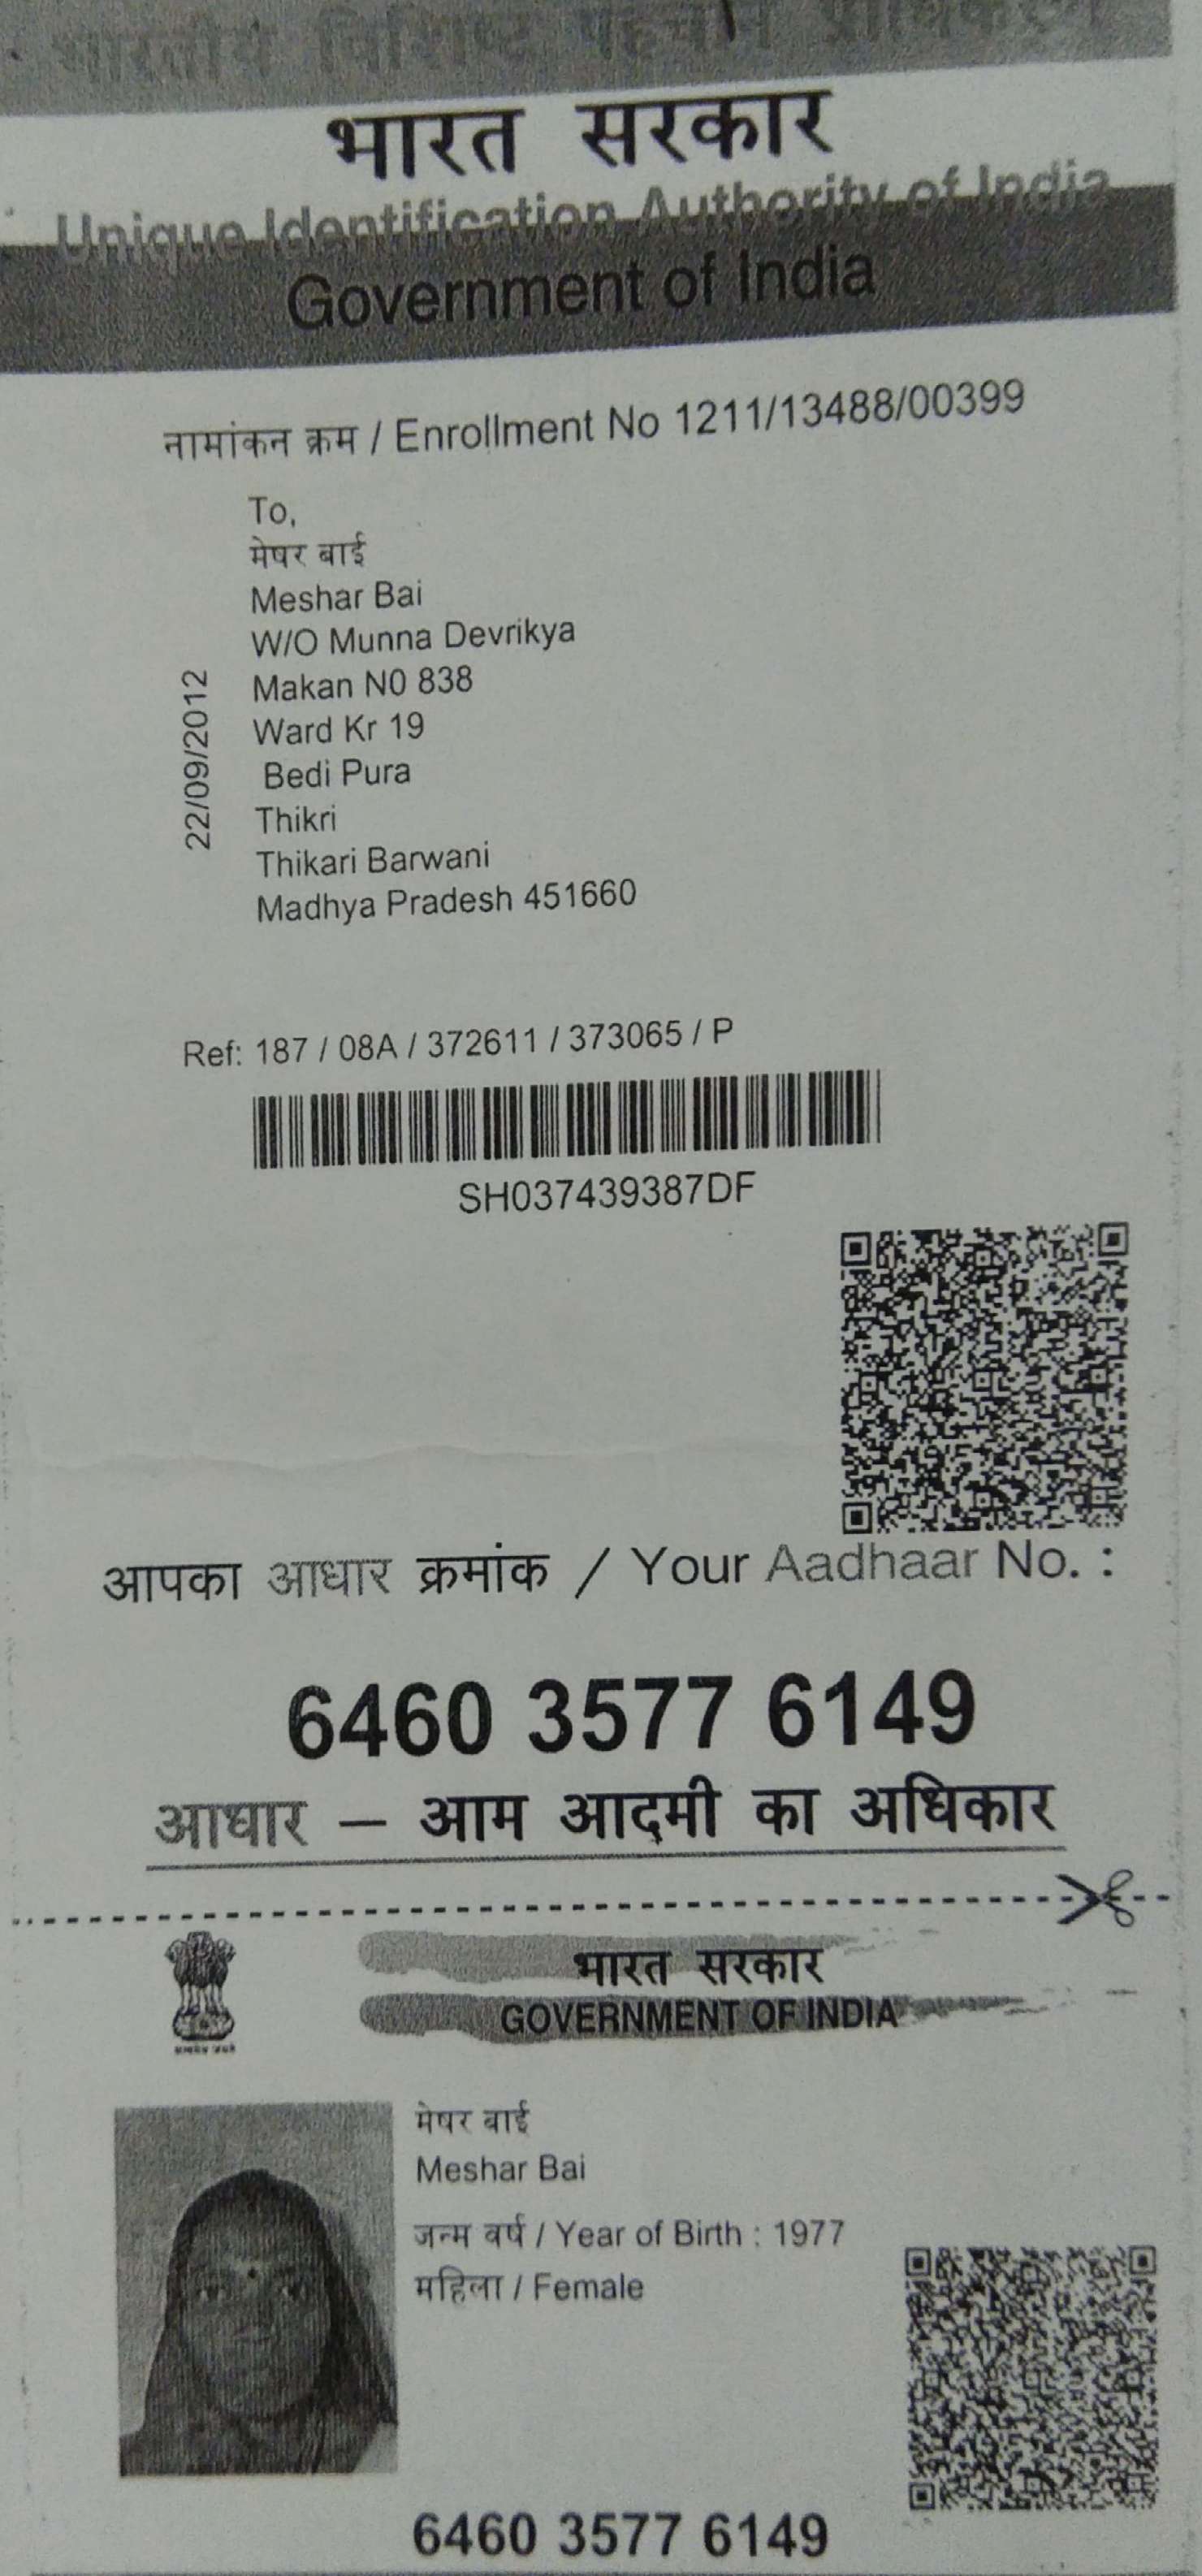 भारतीय विशिष्ट पहचान प्राधिकरण
भारत सरकार
Unique Identification Authority of India
Government of India
नामांकन क्रम / Enrollment No 1211/13488/00399
To,
मेषर बाई
Meshar Bai
W/O Munna Devrikya
Makan N0 838
Ward Kr 19
Bedi Pura
Thikri
Thikari Barwani
Madhya Pradesh 451660
22/09/2012
Ref: 187 / 08A / 372611 / 373065 / P
SH037439387DF
आपका आधार क्रमांक / Your Aadhaar No. :
6460 3577 6149
आधार – आम आदमी का अधिकार
भारत सरकार
GOVERNMENT OF INDIA
मेषर बाई
Meshar Bai
जन्म वर्ष / Year of Birth : 1977
महिला / Female
6460 3577 6149